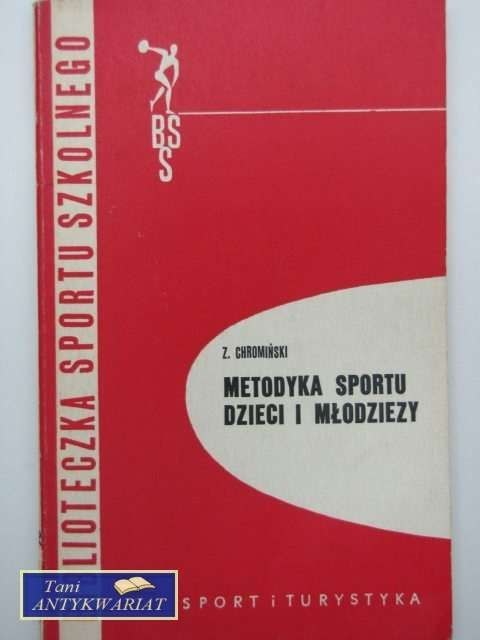 BIBLIOTECZKA SPORTU SZKOLNEGO
BSS
Z. CHROMIŃSKI
METODYKA SPORTU
DZIECI I MŁODZIEZY
SPORT i TURYSTYKA
Tani
ANTYKWARIAT